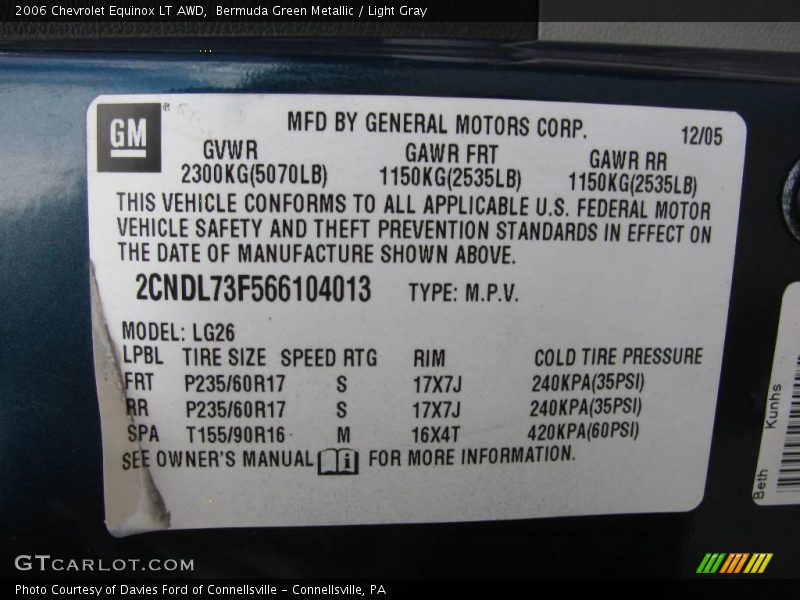 2006 Chevrolet Equinox LT AWD, Bermuda Green Metallic / Light Gray
GM
MFD BY GENERAL MOTORS CORP. 12/05
GVWR GAWR FRT GAWR RR
2300KG(5070LB) 1150KG(2535LB) 1150KG(2535LB)
THIS VEHICLE CONFORMS TO ALL APPLICABLE U.S. FEDERAL MOTOR
VEHICLE SAFETY AND THEFT PREVENTION STANDARDS IN EFFECT ON
THE DATE OF MANUFACTURE SHOWN ABOVE.
2CNDL73F566104013 TYPE: M.P.V.
MODEL: LG26
LPBL TIRE SIZE SPEED RTG RIM COLD TIRE PRESSURE
FRT P235/60R17 S 17X7J 240KPA(35PSI)
RR P235/60R17 S 17X7J 240KPA(35PSI)
SPA T155/90R16 M 16X4T 420KPA(60PSI)
SEE OWNER'S MANUAL i FOR MORE INFORMATION.
Beth Kunhs
GTCARLOT.COM
Photo Courtesy of Davies Ford of Connellsville – Connellsville, PA